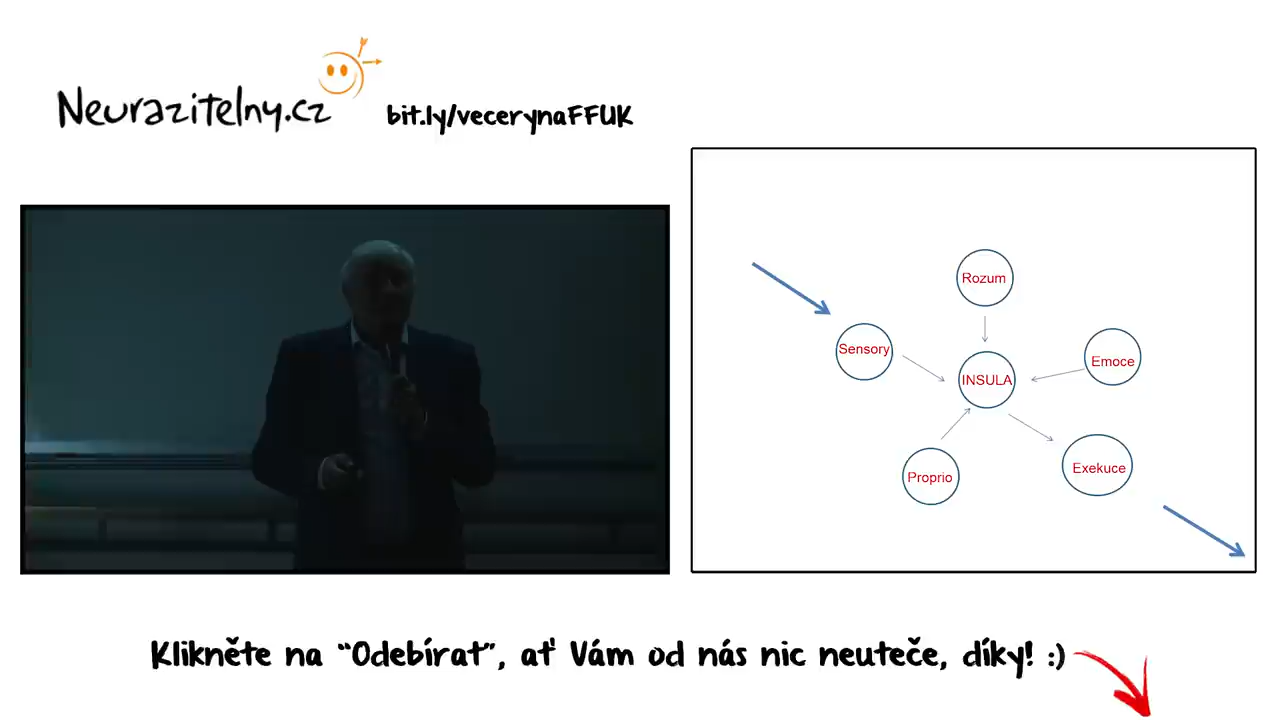 Neurazitelny.cz
bit.ly/vecerynaFFUK
Rozum
Sensory
Emoce
INSULA
Proprio
Exekuce
Klikněte na "Odebírat", ať Vám od nás nic neuteče, díky! :)